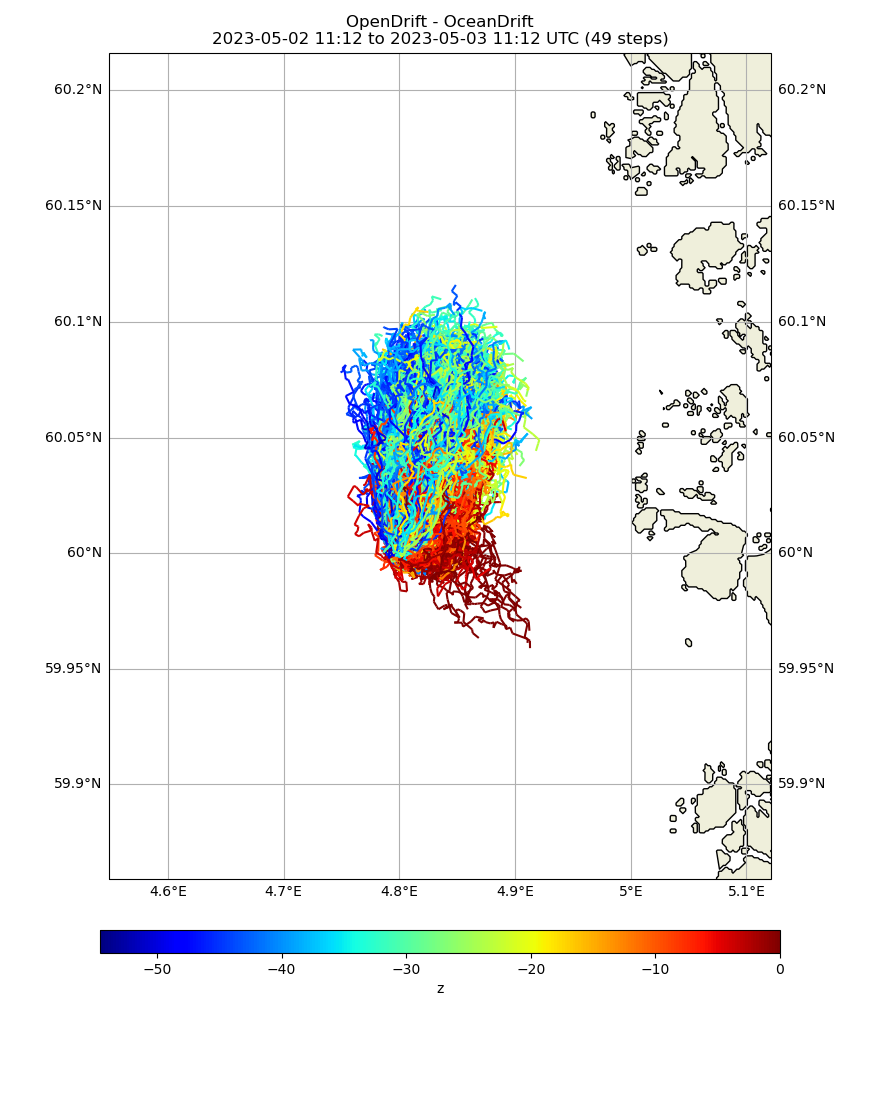 OpenDrift - OceanDrift
2023-05-02 11:12 to 2023-05-03 11:12 UTC (49 steps)
60.2°N 60.2°N
60.15°N 60.15°N
60.1°N 60.1°N
60.05°N 60.05°N
60°N 60°N
59.95°N 59.95°N
59.9°N 59.9°N
4.6°E 4.7°E 4.8°E 4.9°E 5°E 5.1°E
−50 −40 −30 −20 −10 0
z